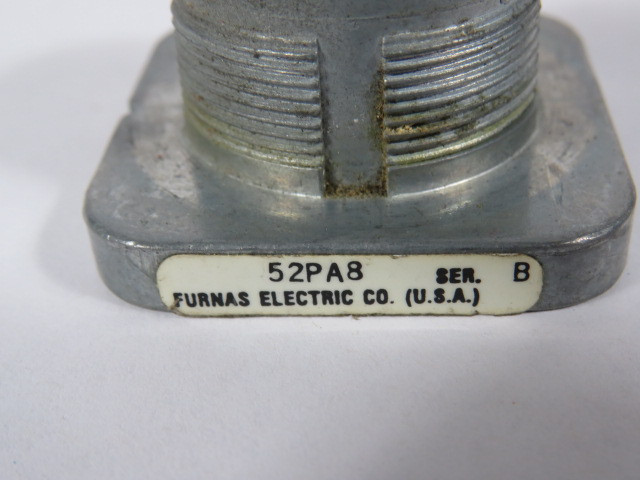 52PA8 SER. B
FURNAS ELECTRIC CO. (U.S.A.)